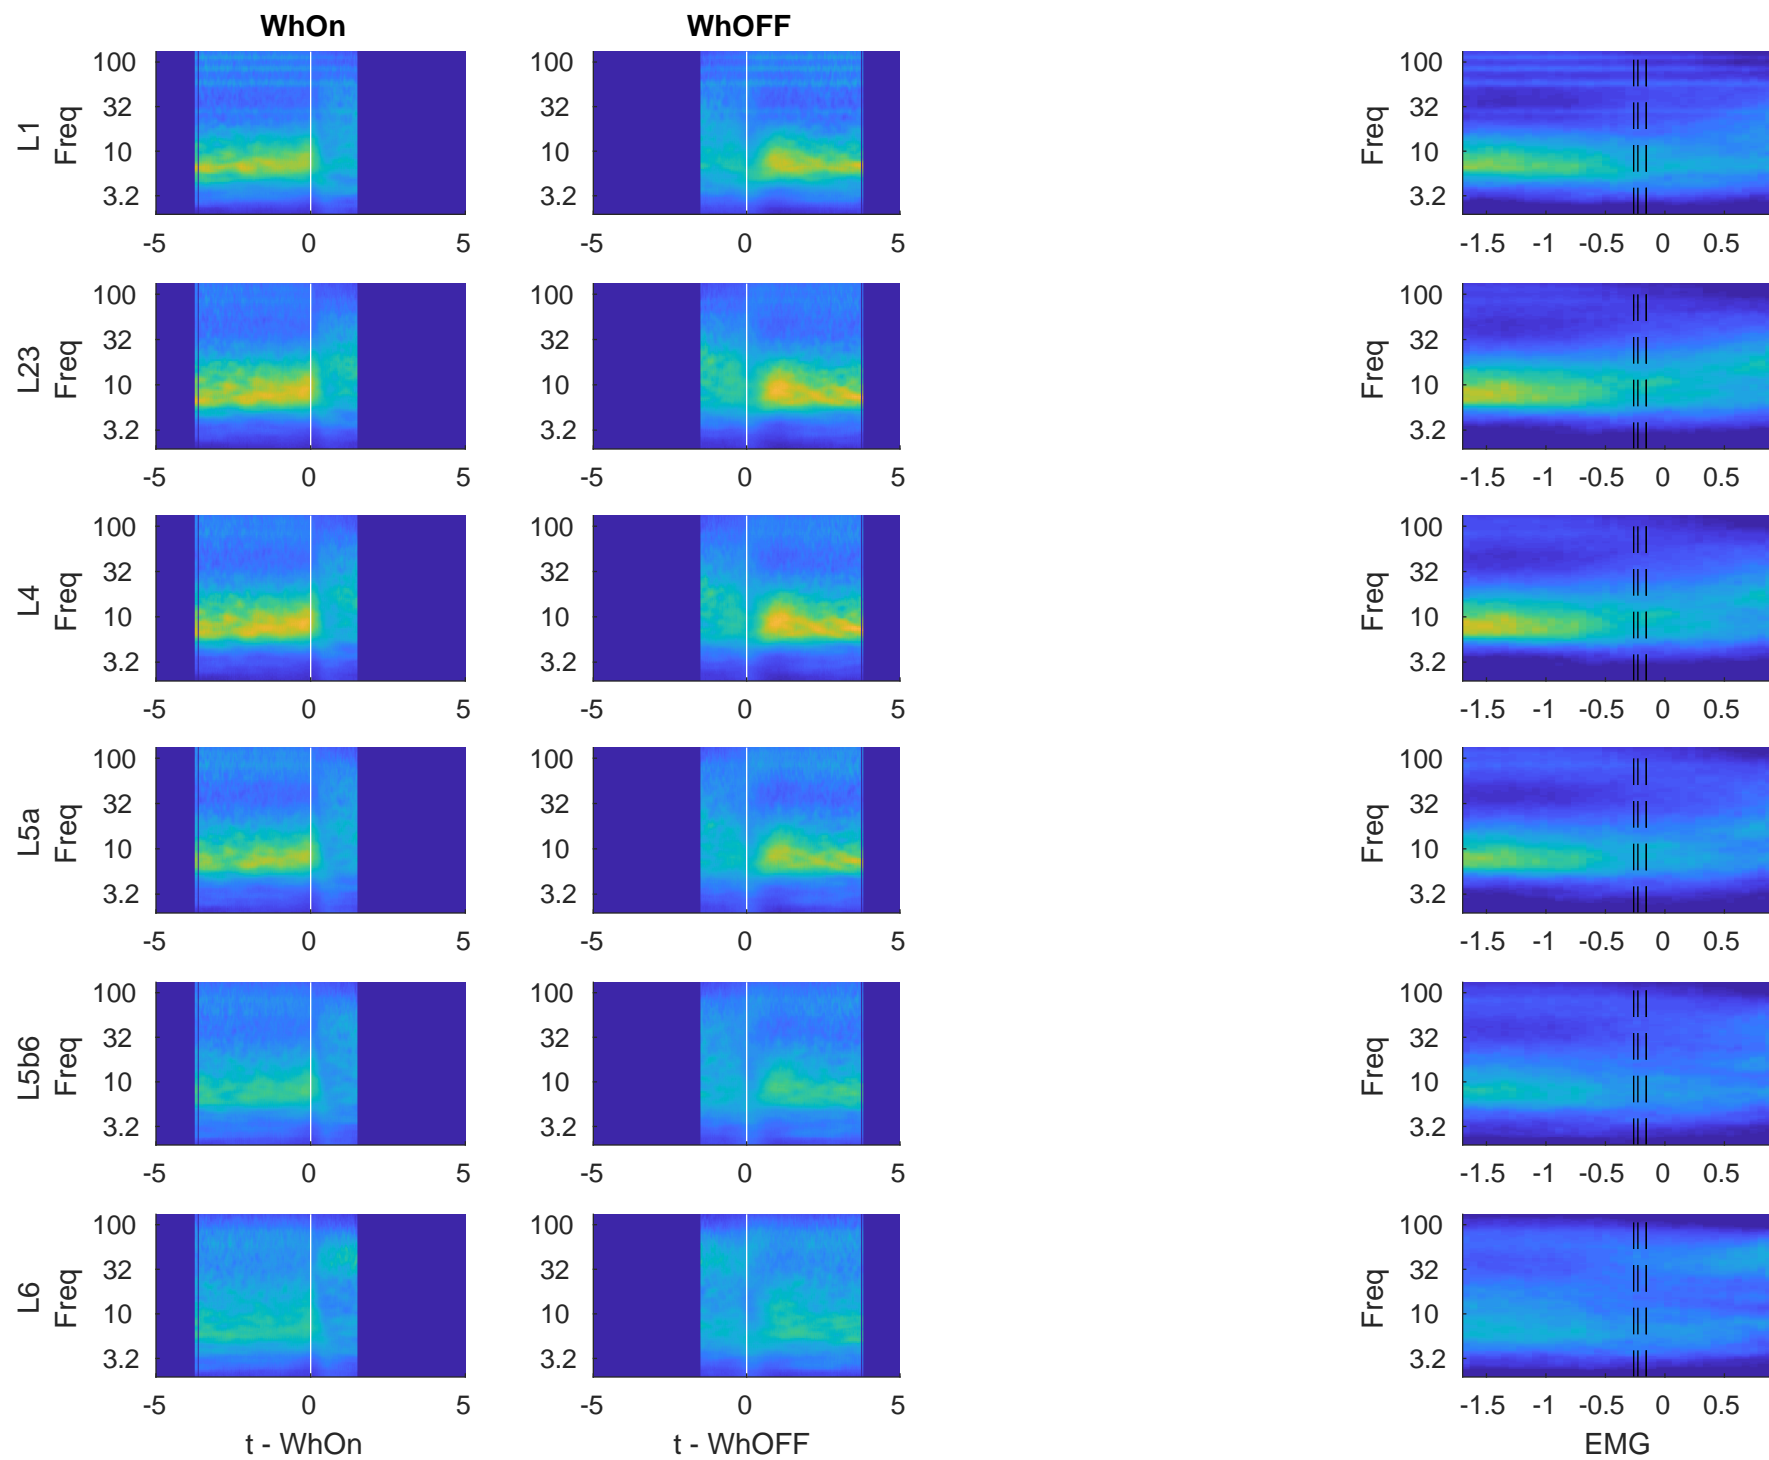 WhOn WhOFF
L1 Freq 100 32 10 3.2 100 32 10 3.2 Freq 100 32 10 3.2
-5 0 5 -5 0 5 -1.5 -1 -0.5 0 0.5
L23 Freq 100 32 10 3.2 100 32 10 3.2 Freq 100 32 10 3.2
-5 0 5 -5 0 5 -1.5 -1 -0.5 0 0.5
L4 Freq 100 32 10 3.2 100 32 10 3.2 Freq 100 32 10 3.2
-5 0 5 -5 0 5 -1.5 -1 -0.5 0 0.5
L5a Freq 100 32 10 3.2 100 32 10 3.2 Freq 100 32 10 3.2
-5 0 5 -5 0 5 -1.5 -1 -0.5 0 0.5
L5b6 Freq 100 32 10 3.2 100 32 10 3.2 Freq 100 32 10 3.2
-5 0 5 -5 0 5 -1.5 -1 -0.5 0 0.5
L6 Freq 100 32 10 3.2 100 32 10 3.2 Freq 100 32 10 3.2
-5 0 5 -5 0 5 -1.5 -1 -0.5 0 0.5
t - WhOn t - WhOFF EMG